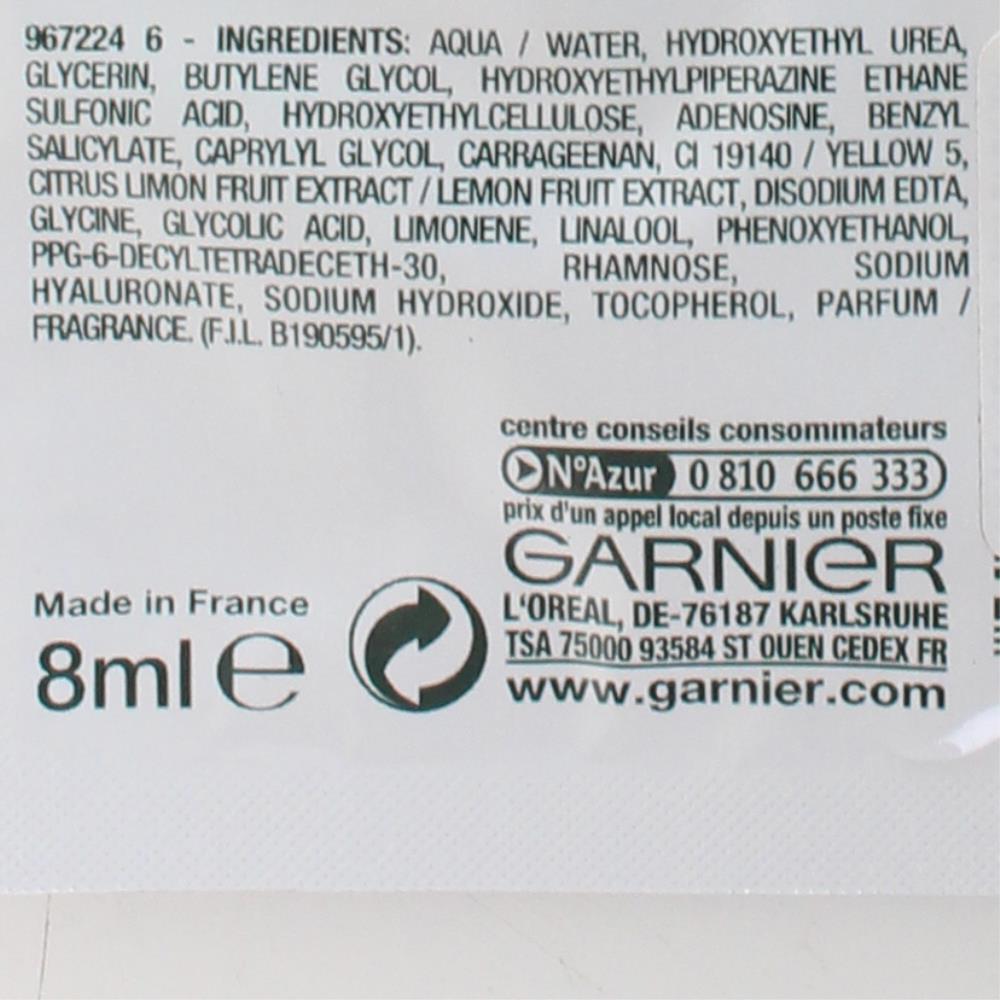 967224 6 - INGREDIENTS: AQUA / WATER, HYDROXYETHYL UREA,
GLYCERIN, BUTYLENE GLYCOL, HYDROXYETHYLPIPERAZINE ETHANE
SULFONIC ACID, HYDROXYETHYLCELLULOSE, ADENOSINE, BENZYL
SALICYLATE, CAPRYLYL GLYCOL, CARRAGEENAN, CI 19140 / YELLOW 5,
CITRUS LIMON FRUIT EXTRACT / LEMON FRUIT EXTRACT, DISODIUM EDTA,
GLYCINE, GLYCOLIC ACID, LIMONENE, LINALOOL, PHENOXYETHANOL,
PPG-6-DECYLTETRADECETH-30, RHAMNOSE, SODIUM
HYALURONATE, SODIUM HYDROXIDE, TOCOPHEROL, PARFUM /
FRAGRANCE. (F.I.L. B190595/1).
centre conseils consommateurs
N°Azur 0 810 666 333
prix d'un appel local depuis un poste fixe
GARNIER
L'OREAL, DE-76187 KARLSRUHE
TSA 75000 93584 ST OUEN CEDEX FR
www.garnier.com
Made in France
8ml e